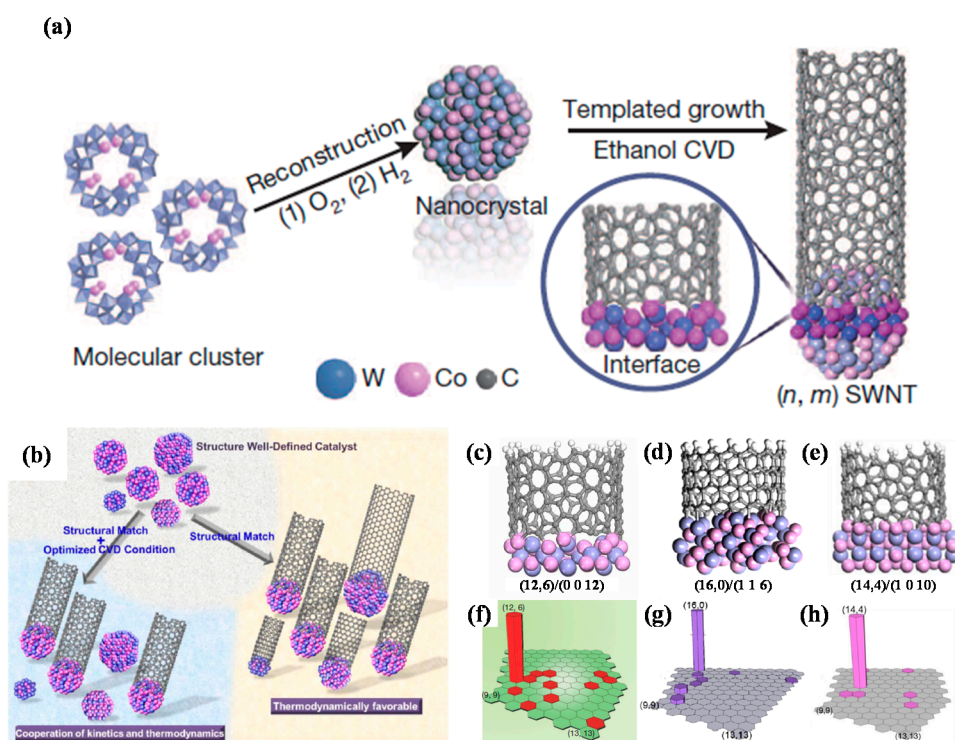 (a)
Reconstruction
(1) O2, (2) H2
Nanocrystal
Templated growth
Ethanol CVD
Molecular cluster
Interface
W Co C
(n, m) SWNT
(b)
Structure Well-Defined Catalyst
Structural Match
+
Optimized CVD Condition
Structural Match
Thermodynamically favorable
Cooperation of kinetics and thermodynamics
(c)
(12,6)/(0 0 12)
(d)
(16,0)/(1 1 6)
(e)
(14,4)/(1 0 10)
(f)
(12, 6)
(9, 9)
(13, 13)
(g)
(16,0)
(9,9)
(13,13)
(h)
(14,4)
(9,9)
(13,13)